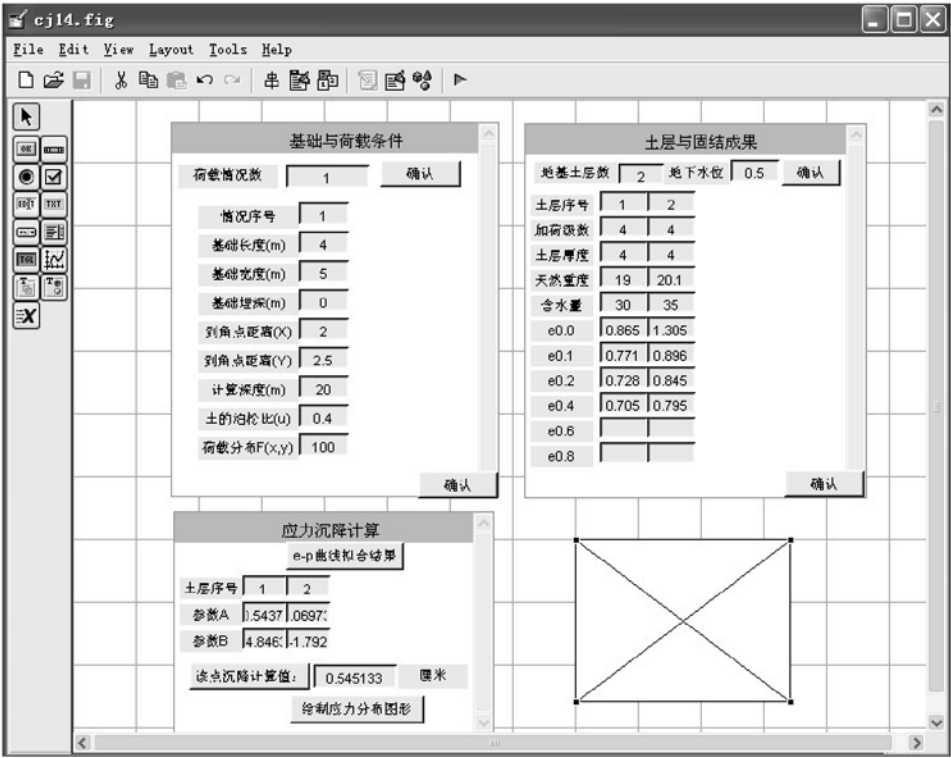 cj14.fig
File Edit View Layout Tools Help
OK
EDIT TXT
TGL
基础与荷载条件
荷载情况数 1 确认
情况序号 1
基础长度(m) 4
基础宽度(m) 5
基础埋深(m) 0
到角点距离(X) 2
到角点距离(Y) 2.5
计算深度(m) 20
土的泊松比(u) 0.4
荷载分布F(x,y) 100
确认
土层与固结成果
地基土层数 2 地下水位 0.5 确认
土层序号 1 2
加荷级数 4 4
土层厚度 4 4
天然重度 19 20.1
含水量 30 35
e0.0 0.865 1.305
e0.1 0.771 0.896
e0.2 0.728 0.845
e0.4 0.705 0.795
e0.6
e0.8
确认
应力沉降计算
e-p曲线拟合结果
土层序号 1 2
参数A .5437 .0697
参数B 4.846 -1.792
该点沉降计算值: 0.545133 厘米
绘制应力分布图形